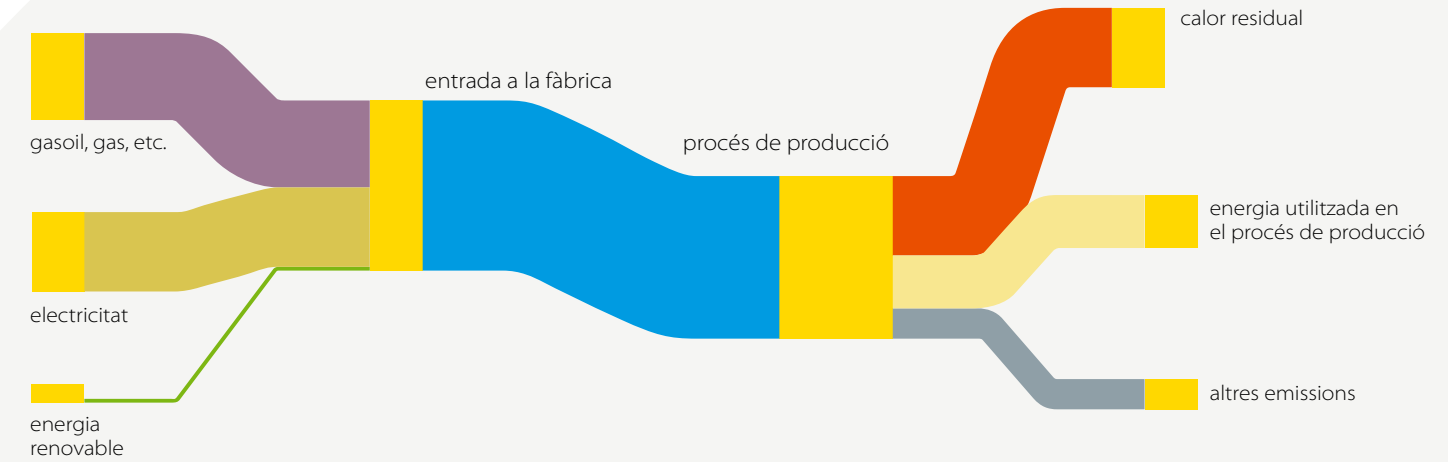 calor residual
entrada a la fàbrica
procés de producció
gasoil, gas, etc.
energia utilitzada en
el procés de producció
electricitat
altres emissions
energia
renovable